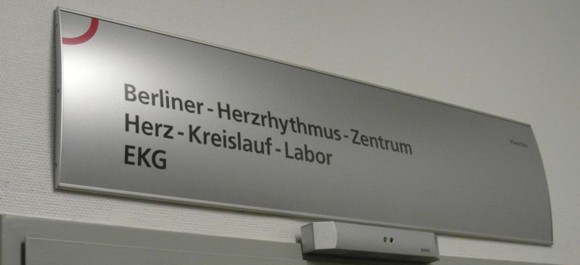 Berliner - Herzrhythmus - Zentrum
Herz - Kreislauf - Labor
EKG